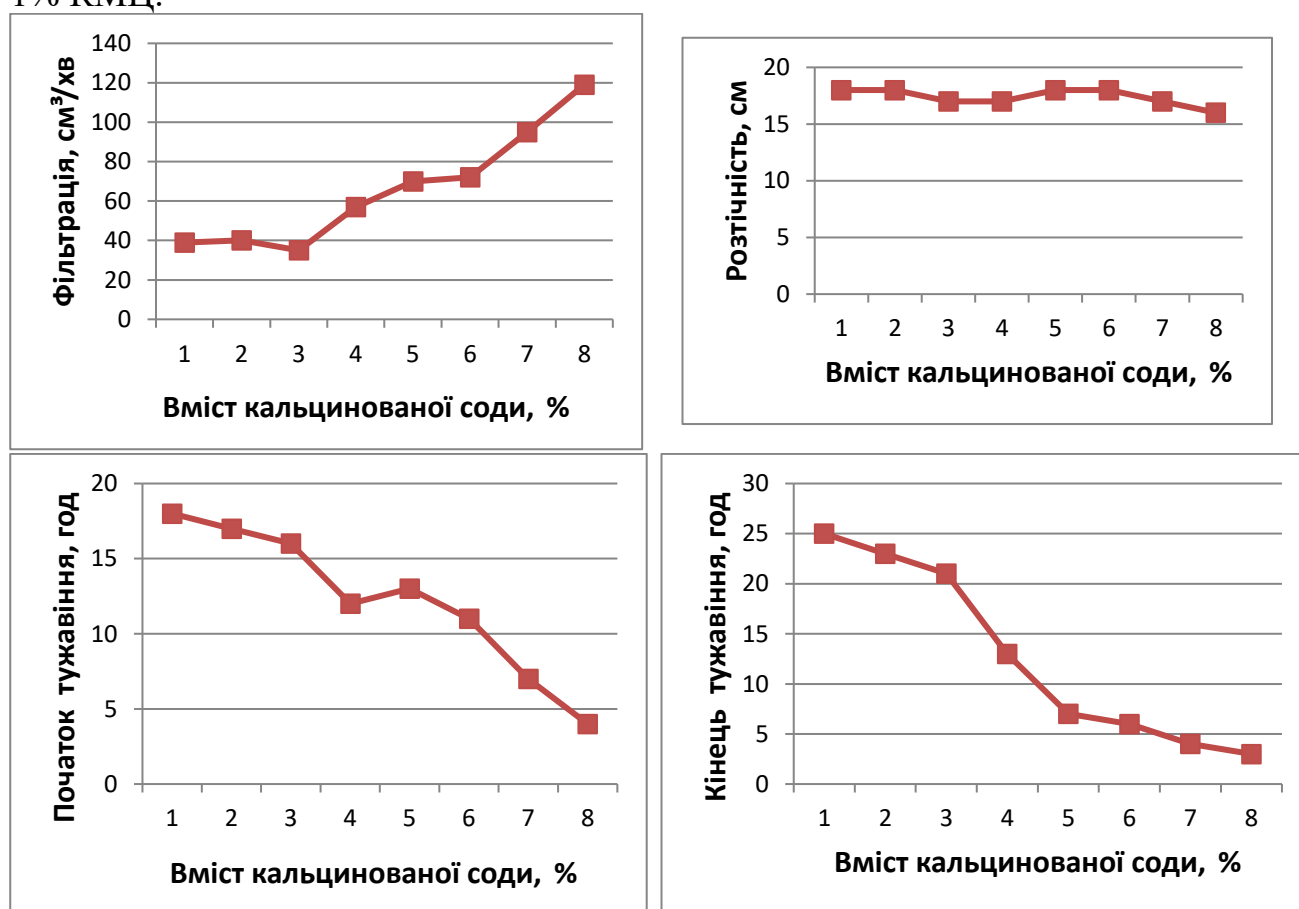 1% КМЦ.
140
120
100
80
60
40
20
0
1 2 3 4 5 6 7 8
Фільтрація, см³/хв
Вміст кальцинованої соди, %
20
15
10
5
0
1 2 3 4 5 6 7 8
Розтічність, см
Вміст кальцинованої соди, %
20
15
10
5
0
1 2 3 4 5 6 7 8
Початок тужавіння, год
Вміст кальцинованої соди, %
30
25
20
15
10
5
0
1 2 3 4 5 6 7 8
Кінець тужавіння, год
Вміст кальцинованої соди, %